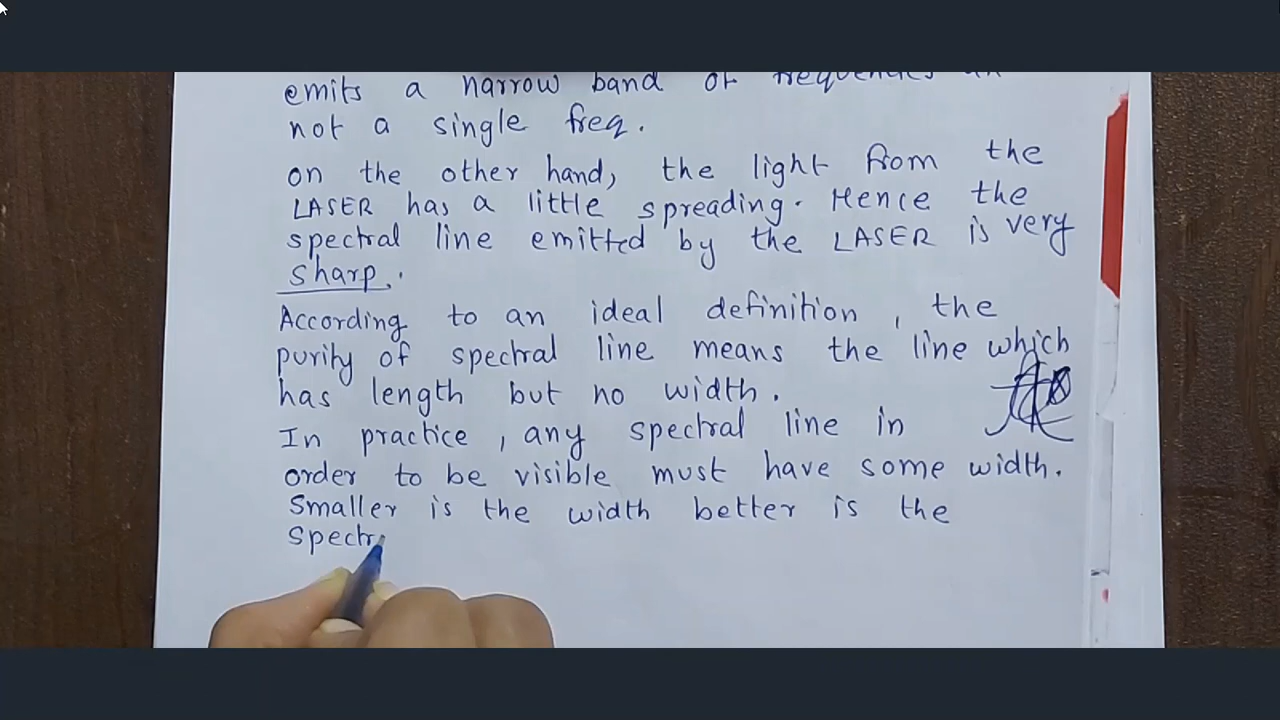 emits a narrow band of frequencies
not a single freq.
on the other hand, the light from the
LASER has a little spreading. Hence the
spectral line emitted by the LASER is very
sharp.
According to an ideal definition, the
purity of spectral line means the line which
has length but no width.
In practice, any spectral line in
order to be visible must have some width.
Smaller is the width better is the
Spectr